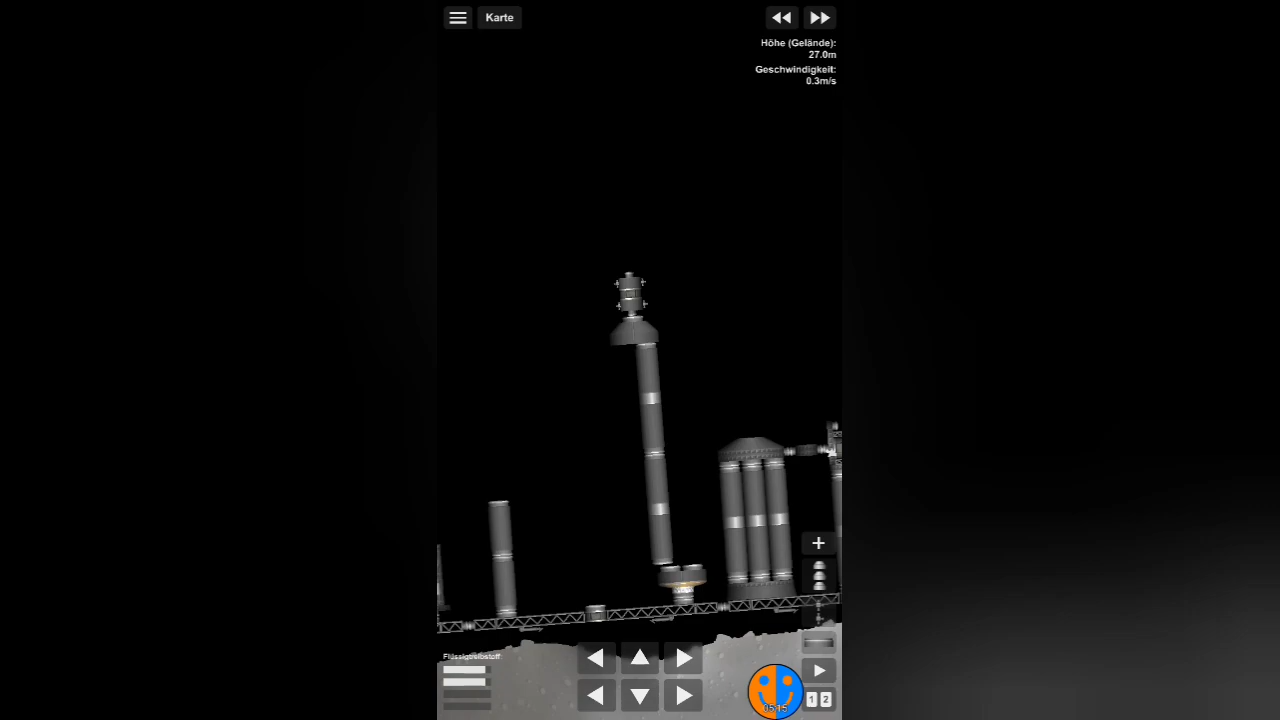 Karte
Höhe (Gelände):
27.0m
Geschwindigkeit:
0.3m/s
Flüssigtreibstoff
05:15
1 2